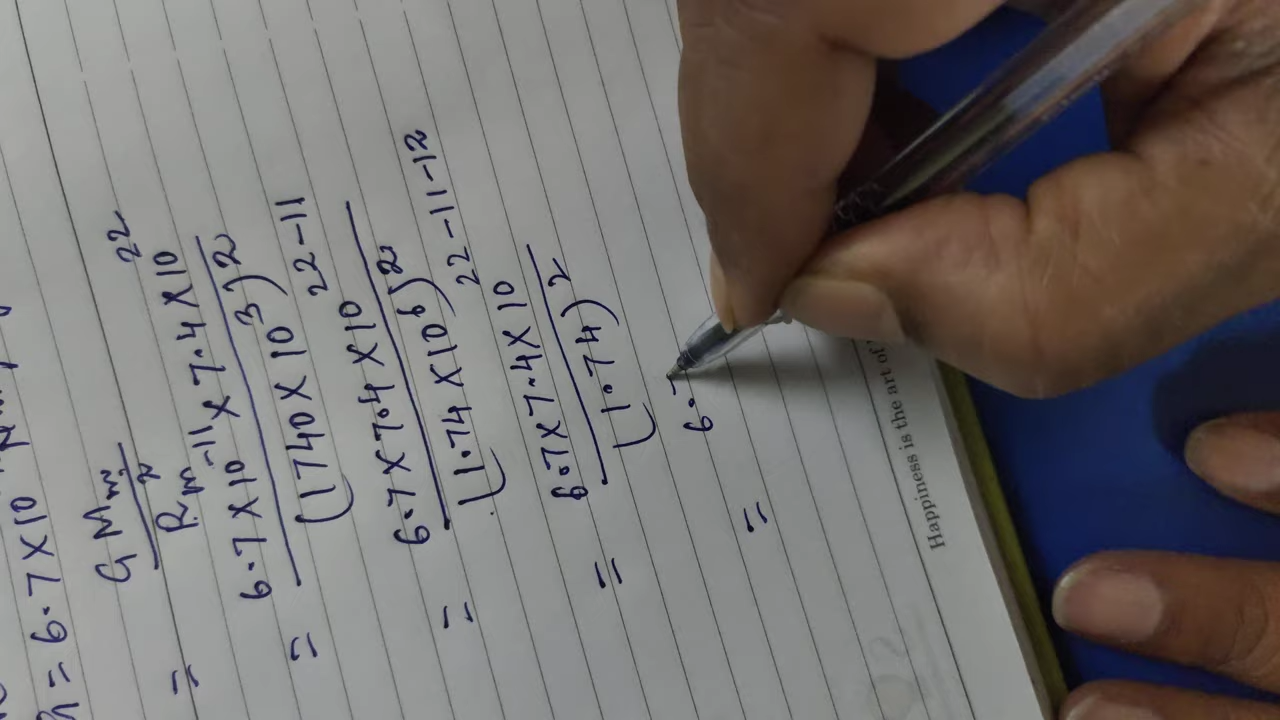 = 6.7 X 10
= G Mm / Rm²
= 6.7 X 10⁻¹¹ X 7.4 X 10²² / (1740 X 10³)²
= 6.7 X 7.4 X 10²²⁻¹¹ / (1.74 X 10⁶)²
= 6.7 X 7.4 X 10²²⁻¹¹⁻¹² / (1.74)²
= 6.7
Happiness is the art of